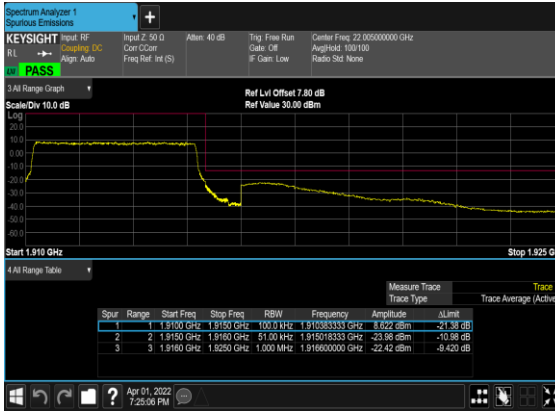 Spectrum Analyzer 1
Spurious Emissions
+
KEYSIGHT Input: RF Input Z: 50 Ω Atten: 40 dB Trig: Free Run Center Freq: 22.005000000 GHz
RL Coupling: DC Corr CCorr Gate: Off Avg|Hold: 100/100
Align: Auto Freq Ref: Int (S) IF Gain: Low Radio Std: None
PASS
3 All Range Graph Ref Lvl Offset 7.80 dB
Scale/Div 10.0 dB Ref Value 30.00 dBm
Log
20.0
10.0
0.00
-10.0
-20.0
-30.0
-40.0
-50.0
-60.0
Start 1.910 GHz Stop 1.925 G
4 All Range Table
Measure Trace Trace
Trace Type Trace Average (Active
Spur Range Start Freq Stop Freq RBW Frequency Amplitude ΔLimit
1 1 1.9100 GHz 1.9150 GHz 100.0 kHz 1.910383333 GHz 8.622 dBm -21.38 dB
2 2 1.9150 GHz 1.9160 GHz 51.00 kHz 1.915018333 GHz -23.98 dBm -10.98 dB
3 3 1.9160 GHz 1.9250 GHz 1.000 MHz 1.916600000 GHz -22.42 dBm -9.420 dB
? Apr 01, 2022
7:25:06 PM